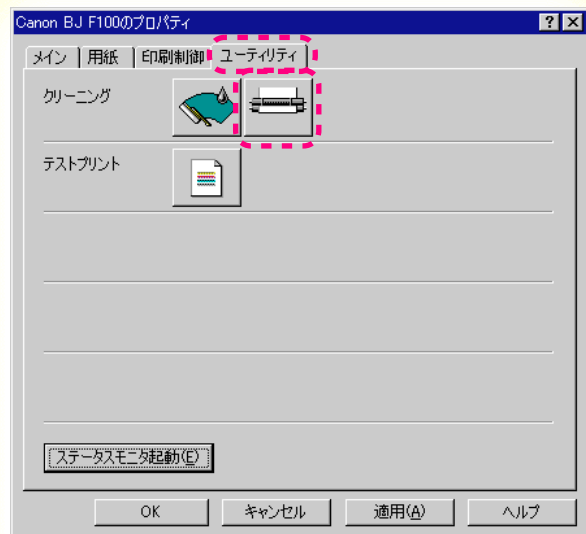 Canon BJ F100のプロパティ
メイン 用紙 印刷制御 ユーティリティ
クリーニング
テストプリント
ステータスモニタ起動(E)
OK キャンセル 適用(A) ヘルプ